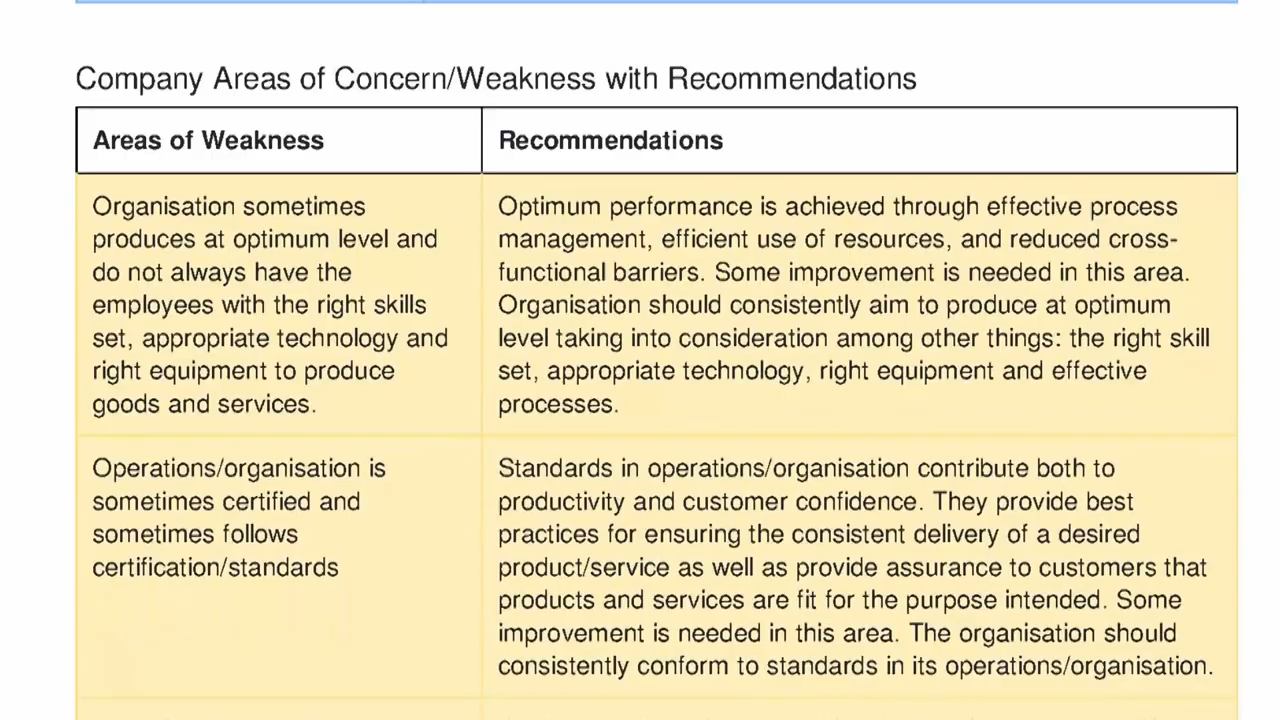 Company Areas of Concern/Weakness with Recommendations
Areas of Weakness
Recommendations
Organisation sometimes
produces at optimum level and
do not always have the
employees with the right skills
set, appropriate technology and
right equipment to produce
goods and services.
Optimum performance is achieved through effective process
management, efficient use of resources, and reduced cross-
functional barriers. Some improvement is needed in this area.
Organisation should consistently aim to produce at optimum
level taking into consideration among other things: the right skill
set, appropriate technology, right equipment and effective
processes.
Operations/organisation is
sometimes certified and
sometimes follows
certification/standards
Standards in operations/organisation contribute both to
productivity and customer confidence. They provide best
practices for ensuring the consistent delivery of a desired
product/service as well as provide assurance to customers that
products and services are fit for the purpose intended. Some
improvement is needed in this area. The organisation should
consistently conform to standards in its operations/organisation.